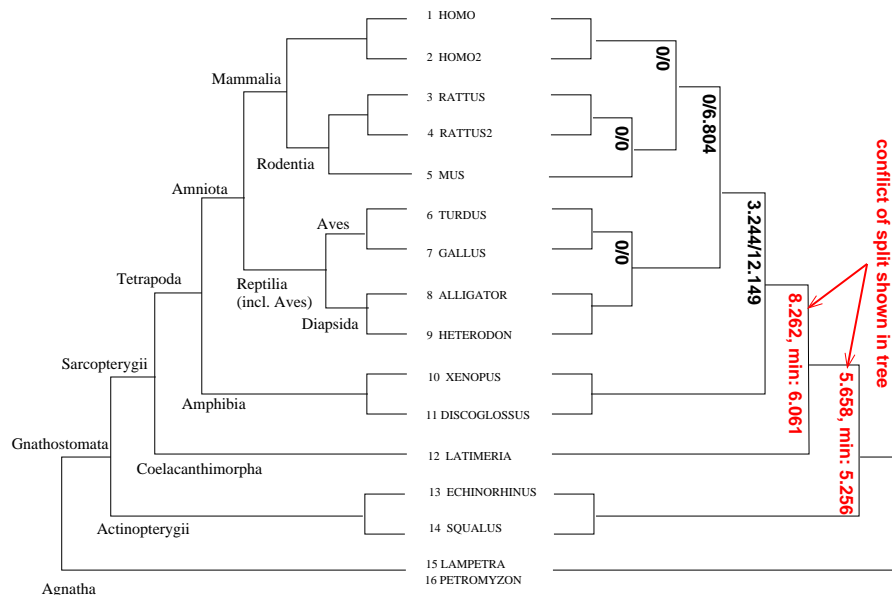 1 HOMO
2 HOMO2
Mammalia
3 RATTUS
4 RATTUS2
Rodentia
5 MUS
Amniota
6 TURDUS
Aves
7 GALLUS
Tetrapoda
Reptilia
(incl. Aves)
8 ALLIGATOR
Diapsida
9 HETERODON
Sarcopterygii
10 XENOPUS
Amphibia
11 DISCOGLOSSUS
Gnathostomata
12 LATIMERIA
Coelacanthimorpha
13 ECHINORHINUS
Actinopterygii
14 SQUALUS
15 LAMPETRA
16 PETROMYZON
Agnatha
0/0
0/0
0/6.804
0/0
3.244/12.149
8.262, min: 6.061
5.658, min: 5.256
conflict of split shown in tree